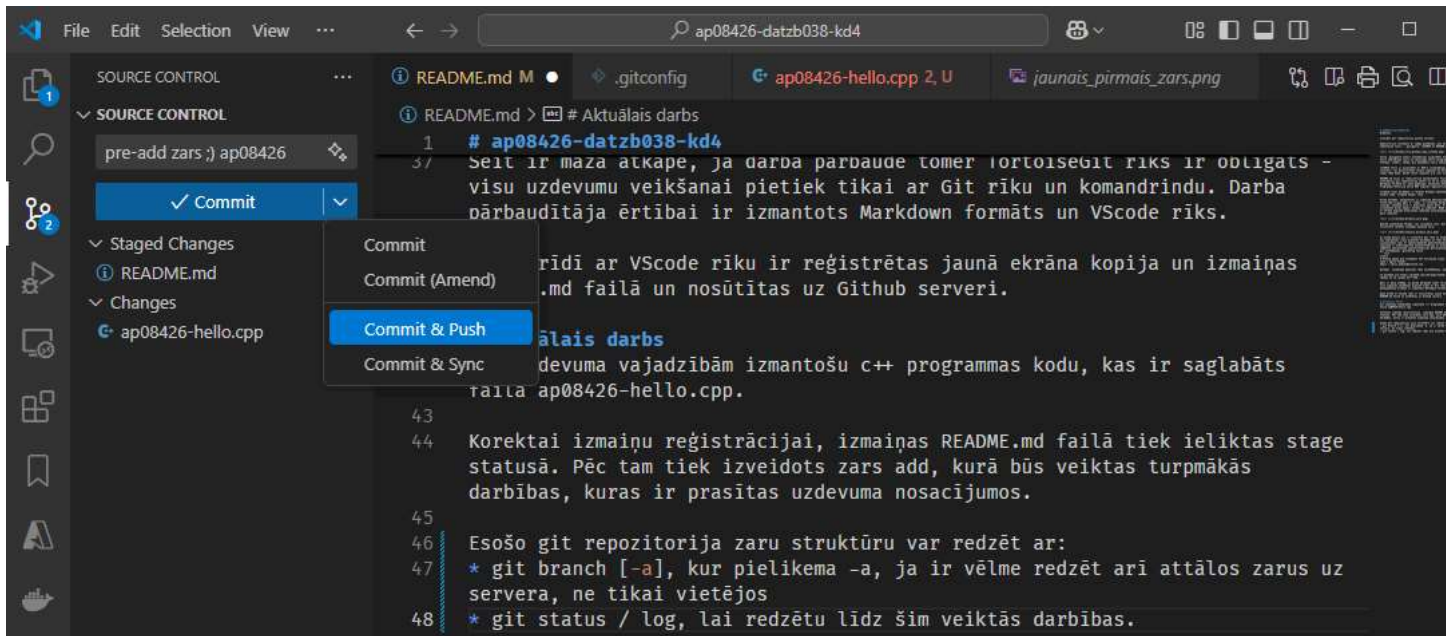 File Edit Selection View ··· ap08426-datzb038-kd4
SOURCE CONTROL ···
SOURCE CONTROL
pre-add zars ;) ap08426
Commit
Staged Changes
README.md
Changes
ap08426-hello.cpp
1
2
Commit
Commit (Amend)
Commit & Push
Commit & Sync
README.md M .gitconfig ap08426-hello.cpp 2, U jaunais_pirmais_zars.png
README.md > # Aktuālais darbs
1 # ap08426-datzb038-kd4
37 Šeit ir maza atkāpe, ja darba pārbaudē tomēr TortoiseGit rīks ir obligāts -
visu uzdevumu veikšanai pietiek tikai ar Git rīku un komandrindu. Darba
pārbaudītāja ērtībai ir izmantots Markdown formāts un VScode rīks.
rīdī ar VScode rīku ir reģistrētas jaunā ekrāna kopija un izmaiņas
.md failā un nosūtītas uz Github serveri.
ālais darbs
devuma vajadzībām izmantošu c++ programmas kodu, kas ir saglabāts
failā ap08426-hello.cpp.
43
44 Korektai izmaiņu reģistrācijai, izmaiņas README.md failā tiek ieliktas stage
statusā. Pēc tam tiek izveidots zars add, kurā būs veiktas turpmākās
darbības, kuras ir prasītas uzdevuma nosacījumos.
45
46 Esošo git repozitorija zaru struktūru var redzēt ar:
47 * git branch [-a], kur pielikema -a, ja ir vēlme redzēt arī attālos zarus uz
servera, ne tikai vietējos
48 * git status / log, lai redzētu līdz šim veiktās darbības.